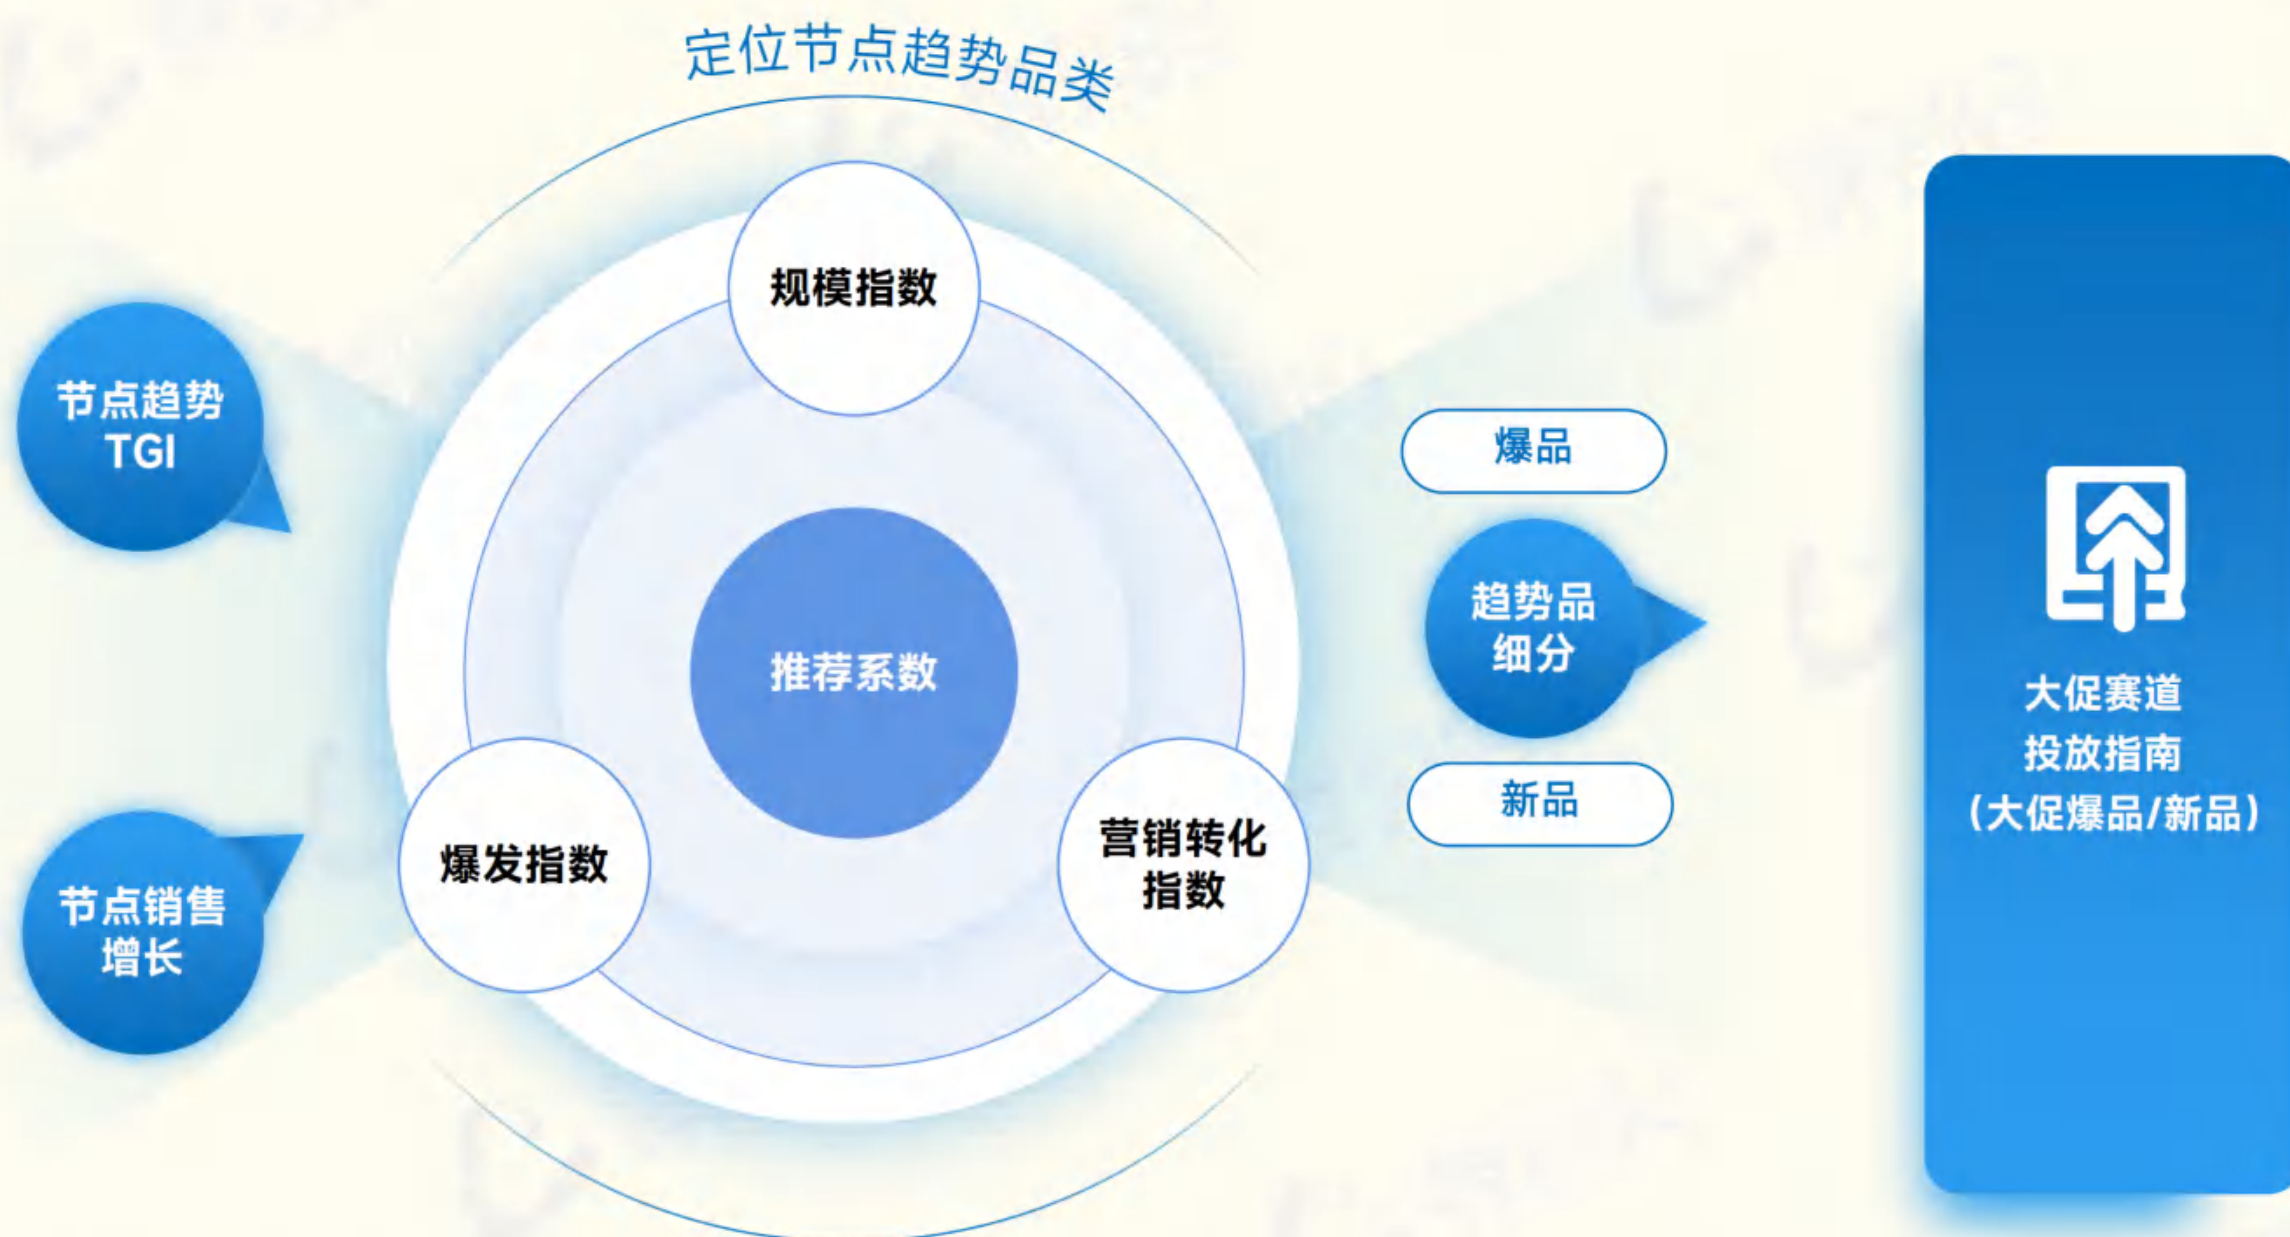 定位节点趋势品类
节点趋势
TGI
节点销售
增长
规模指数
推荐系数
爆发指数
营销转化
指数
爆品
趋势品
细分
新品
大促赛道
投放指南
（大促爆品/新品）